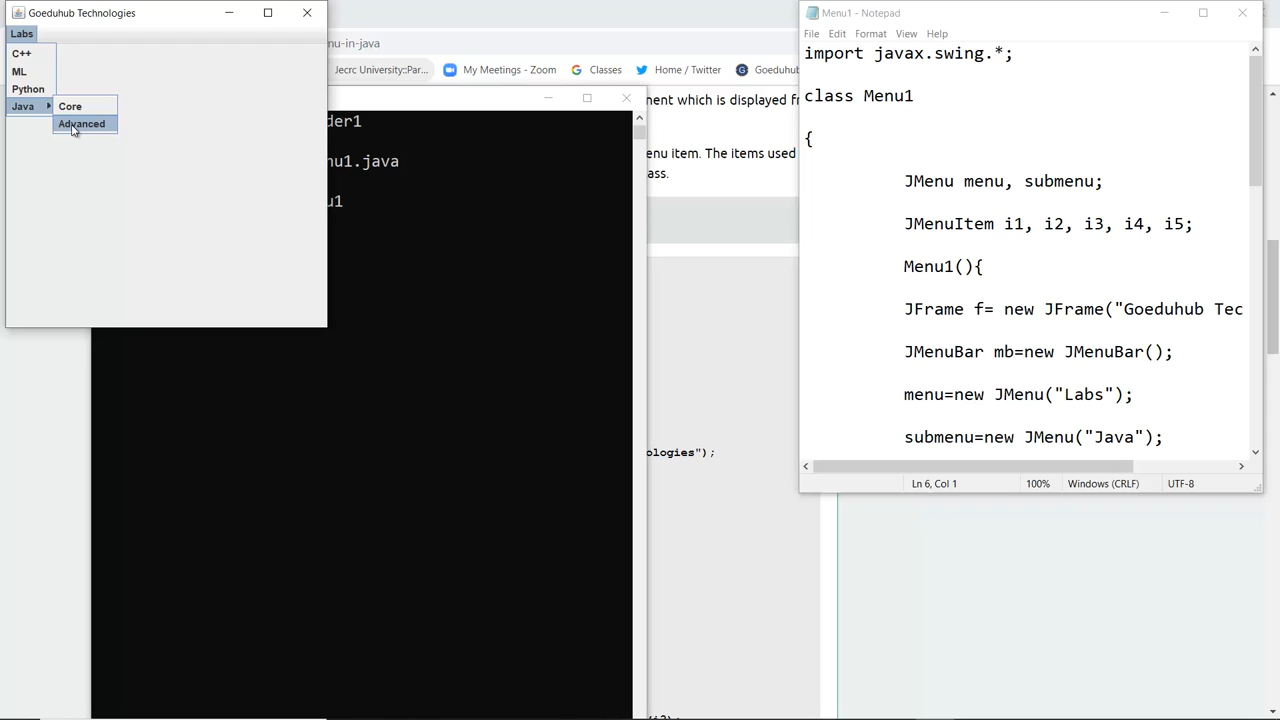 Goeduhub Technologies
Labs
C++
ML
Python
Java
Core
Advanced
nu-in-java
Jecrc University::Par...
My Meetings - Zoom
Classes
Home / Twitter
Goeduhub
nent which is displayed fr
enu item. The items used
ass.
ologies");
der1
nu1.java
u1
Menu1 - Notepad
File Edit Format View Help
import javax.swing.*;
class Menu1
{
JMenu menu, submenu;
JMenuItem i1, i2, i3, i4, i5;
Menu1(){
JFrame f= new JFrame("Goeduhub Tec
JMenuBar mb=new JMenuBar();
menu=new JMenu("Labs");
submenu=new JMenu("Java");
Ln 6, Col 1
100%
Windows (CRLF)
UTF-8